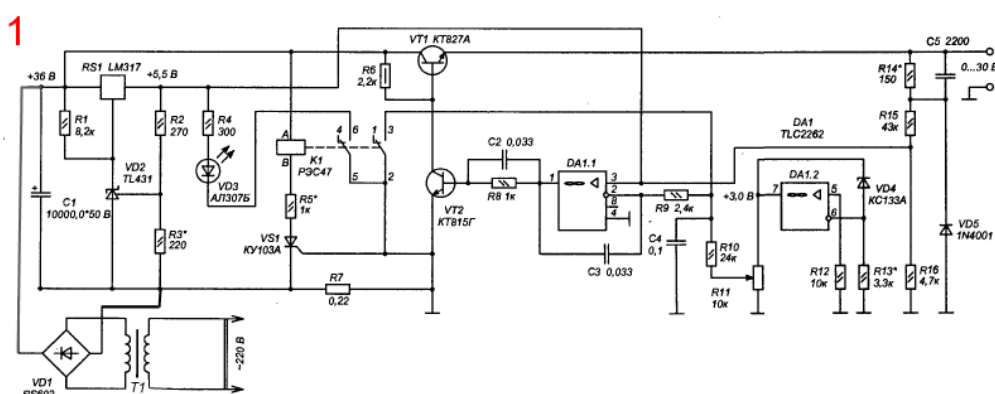 1
VT1 КТ827А
C5 2200
RS1 LM317
+36 В
+5,5 В
R6
2,2к
R14*
150
0...30 В
R1
8,2к
R2
270
R4
300
A
B
4
6
1
3
5
2
K1
РЭС47
R15
43к
DA1
TLC2262
VD2
TL431
VD3
АЛ307Б
C2 0,033
R8 1к
DA1.1
1
3
2
8
4
VT2
КТ815Г
R9 2,4к
+3,0 В
7
DA1.2
5
6
VD4
КС133А
+
C1
10000,0*50 В
R3*
220
R5*
1к
VS1
КУ103А
C3 0,033
C4
0,1
R10
24к
VD5
1N4001
R7
0,22
R11
10к
R12
10к
R13*
3,3к
R16
4,7к
~220 В
VD1
T1